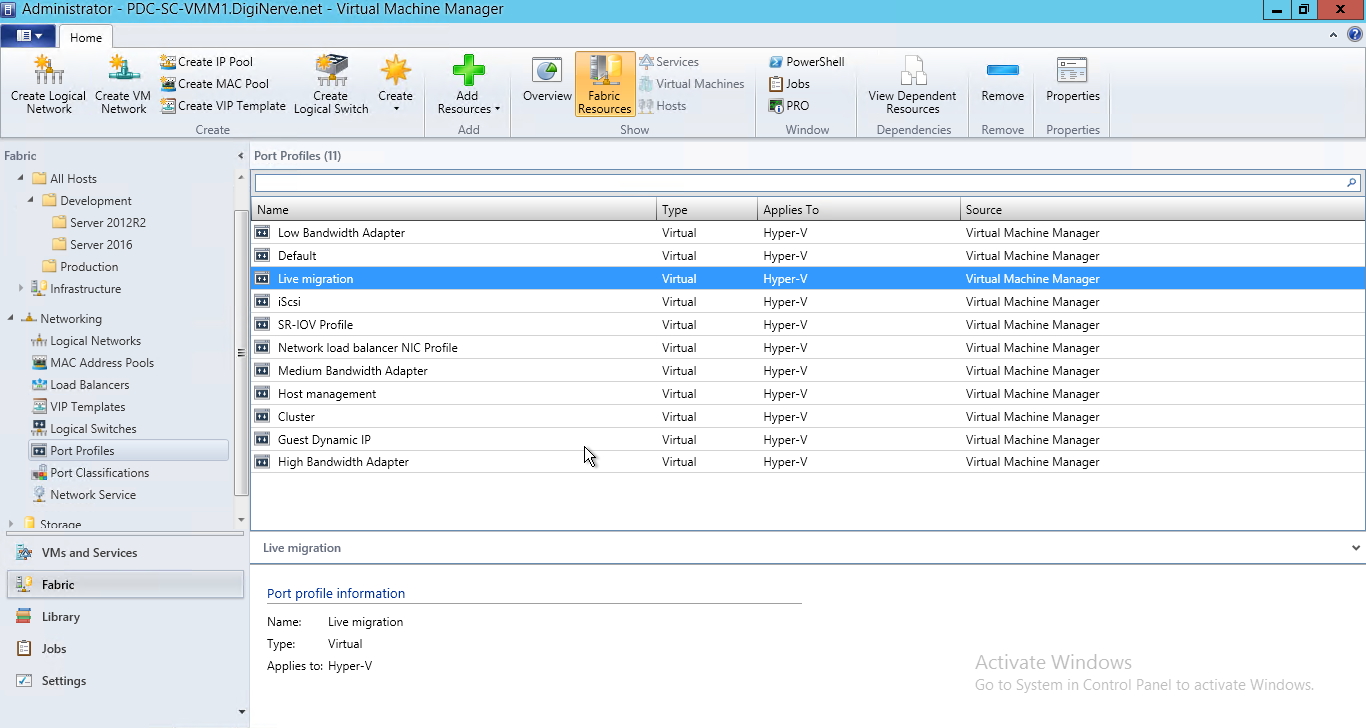 Administrator - PDC-SC-VMM1.DigiNerve.net - Virtual Machine Manager
Home
Create Logical Network
Create VM Network
Create IP Pool
Create MAC Pool
Create VIP Template
Create Logical Switch
Create
Create
Add Resources
Add
Overview
Fabric Resources
Services
Virtual Machines
Hosts
Show
PowerShell
Jobs
PRO
Window
View Dependent Resources
Dependencies
Remove
Remove
Properties
Properties
Fabric
All Hosts
Development
Server 2012R2
Server 2016
Production
Infrastructure
Networking
Logical Networks
MAC Address Pools
Load Balancers
VIP Templates
Logical Switches
Port Profiles
Port Classifications
Network Service
Storage
VMs and Services
Fabric
Library
Jobs
Settings
Port Profiles (11)
Name Type Applies To Source
Low Bandwidth Adapter Virtual Hyper-V Virtual Machine Manager
Default Virtual Hyper-V Virtual Machine Manager
Live migration Virtual Hyper-V Virtual Machine Manager
iScsi Virtual Hyper-V Virtual Machine Manager
SR-IOV Profile Virtual Hyper-V Virtual Machine Manager
Network load balancer NIC Profile Virtual Hyper-V Virtual Machine Manager
Medium Bandwidth Adapter Virtual Hyper-V Virtual Machine Manager
Host management Virtual Hyper-V Virtual Machine Manager
Cluster Virtual Hyper-V Virtual Machine Manager
Guest Dynamic IP Virtual Hyper-V Virtual Machine Manager
High Bandwidth Adapter Virtual Hyper-V Virtual Machine Manager
Live migration
Port profile information
Name: Live migration
Type: Virtual
Applies to: Hyper-V
Activate Windows
Go to System in Control Panel to activate Windows.